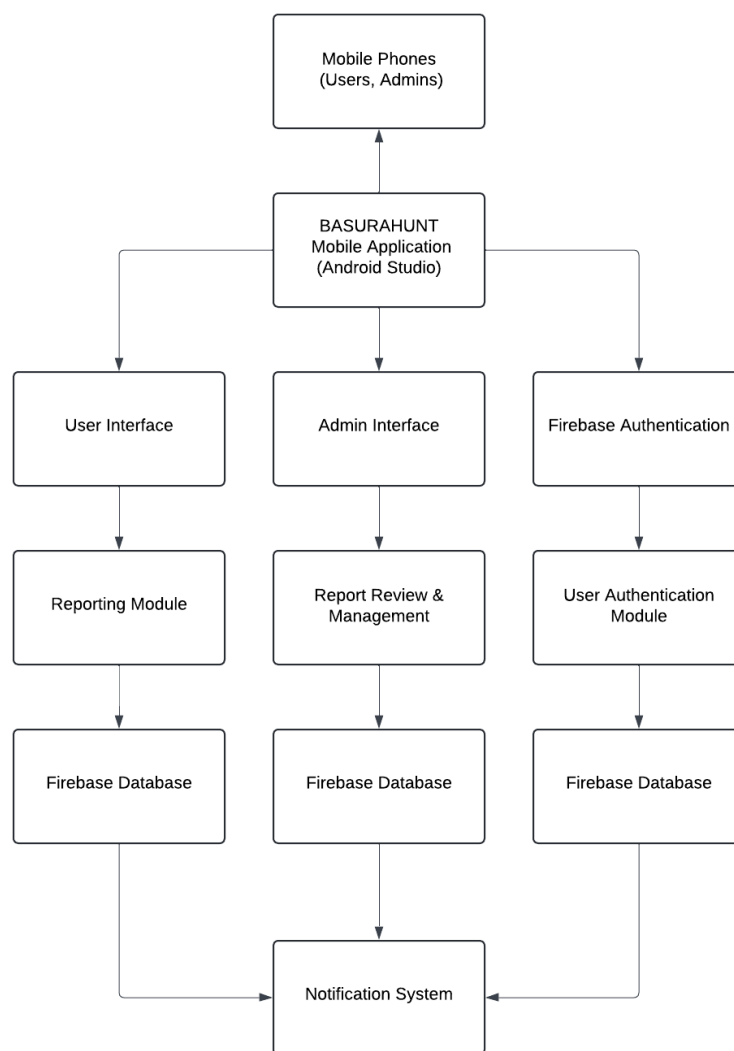 Mobile Phones
(Users, Admins)
BASURAHUNT
Mobile Application
(Android Studio)
User Interface
Admin Interface
Firebase Authentication
Reporting Module
Report Review &
Management
User Authentication
Module
Firebase Database
Firebase Database
Firebase Database
Notification System